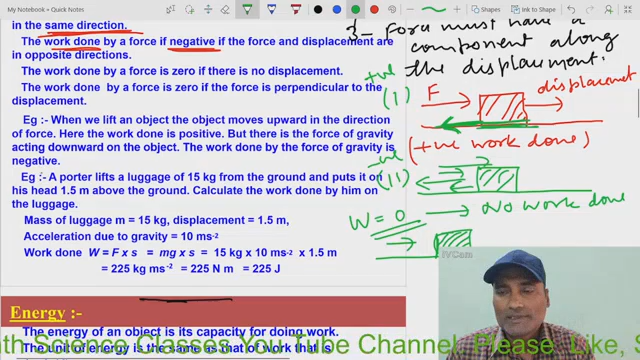 My Notebook > Quick Notes
in the same direction.
The work done by a force if negative if the force and displacement are
in opposite directions.
The work done by a force is zero if there is no displacement.
The work done by a force is zero if the force is perpendicular to the
displacement.
Eg :- When we lift an object the object moves upward in the direction
of force. Here the work done is positive. But there is the force of gravity
acting downward on the object. The work done by the force of gravity is
negative.
Eg :- A porter lifts a luggage of 15 kg from the ground and puts it on
his head 1.5 m above the ground. Calculate the work done by him on
the luggage.
Mass of luggage m = 15 kg, displacement = 1.5 m,
Acceleration due to gravity = 10 ms-²
Work done W = F x s = mg x s = 15 kg x 10 ms-² x 1.5 m
= 225 kgms⁻² = 225 N m = 225 J
Energy :-
The energy of an object is its capacity for doing work.
The unit of energy is the same as that of work that is
3- Force must have a
component along
the displacement.
+ve
(I) F displacement
(+ve work done)
-ve
(II)
W = 0 → No work done
IVCam
ath Science Classes You Tube Channel, Please, Like, S